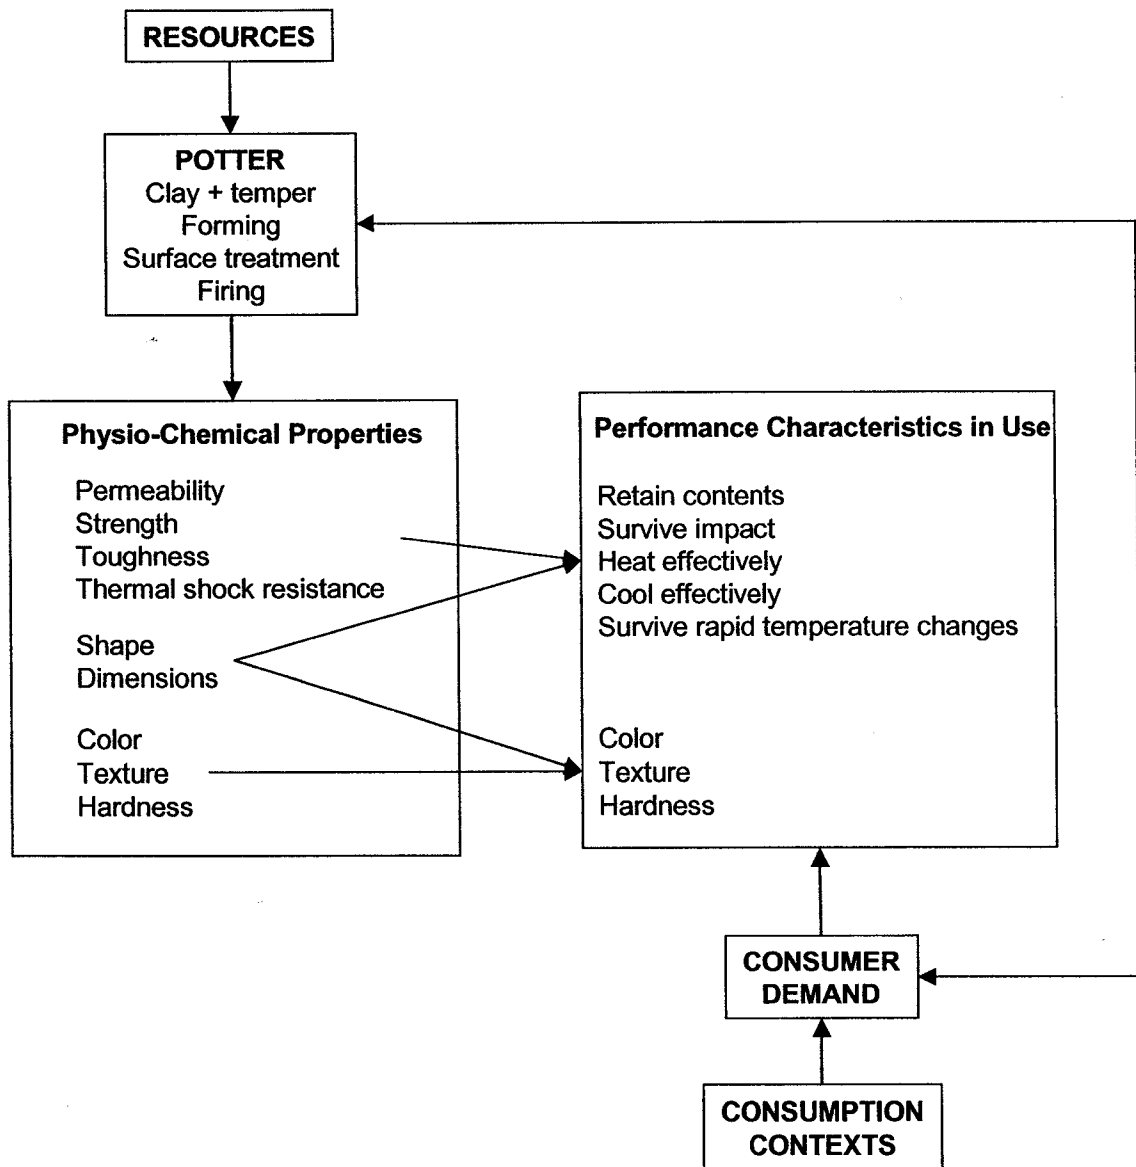 RESOURCES
POTTER
Clay + temper
Forming
Surface treatment
Firing
Physio-Chemical Properties
Permeability
Strength
Toughness
Thermal shock resistance
Shape
Dimensions
Color
Texture
Hardness
Performance Characteristics in Use
Retain contents
Survive impact
Heat effectively
Cool effectively
Survive rapid temperature changes
Color
Texture
Hardness
CONSUMER
DEMAND
CONSUMPTION
CONTEXTS